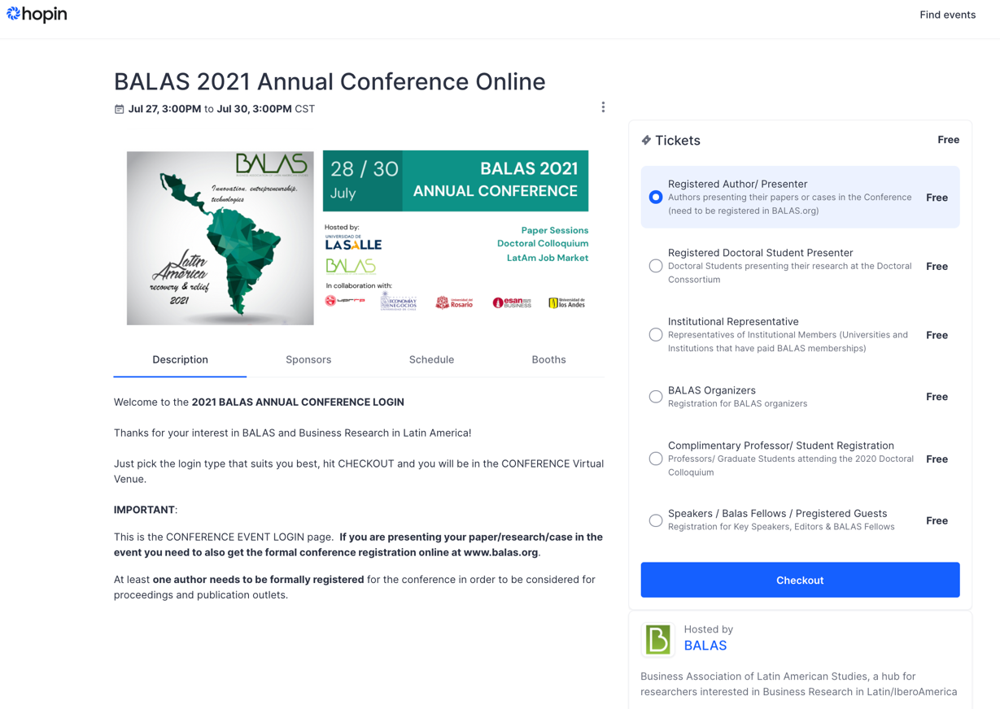 hopin
Find events
BALAS 2021 Annual Conference Online
Jul 27, 3:00PM to Jul 30, 3:00PM CST
BALAS
Innovation, entrepreneurship,
technologies
Latin
America
recovery & relief
2021
28 / 30
July
BALAS 2021
ANNUAL CONFERENCE
Hosted by:
UNIVERSIDAD DE
LASALLE
BALAS
Paper Sessions
Doctoral Colloquium
LatAm Job Market
In collaboration with:
ECONOMÍA Y
NEGOCIOS
Universidad del
Rosario
esan
BUSINESS
Universidad de
los Andes
Description
Sponsors
Schedule
Booths
Welcome to the 2021 BALAS ANNUAL CONFERENCE LOGIN
Thanks for your interest in BALAS and Business Research in Latin America!
Just pick the login type that suits you best, hit CHECKOUT and you will be in the CONFERENCE Virtual
Venue.
IMPORTANT:
This is the CONFERENCE EVENT LOGIN page. If you are presenting your paper/research/case in the
event you need to also get the formal conference registration online at www.balas.org.
At least one author needs to be formally registered for the conference in order to be considered for
proceedings and publication outlets.
Tickets
Free
Registered Author/ Presenter
Authors presenting their papers or cases in the Conference
(need to be registered in BALAS.org)
Free
Registered Doctoral Student Presenter
Doctoral Students presenting their research at the Doctoral
Conssortium
Free
Institutional Representative
Representatives of Institutional Members (Universities and
Institutions that have paid BALAS memberships)
Free
BALAS Organizers
Registration for BALAS organizers
Free
Complimentary Professor/ Student Registration
Professors/ Graduate Students attending the 2020 Doctoral
Colloquium
Free
Speakers / Balas Fellows / Pregistered Guests
Registration for Key Speakers, Editors & BALAS Fellows
Free
Checkout
B
Hosted by
BALAS
Business Association of Latin American Studies, a hub for
researchers interested in Business Research in Latin/IberoAmerica